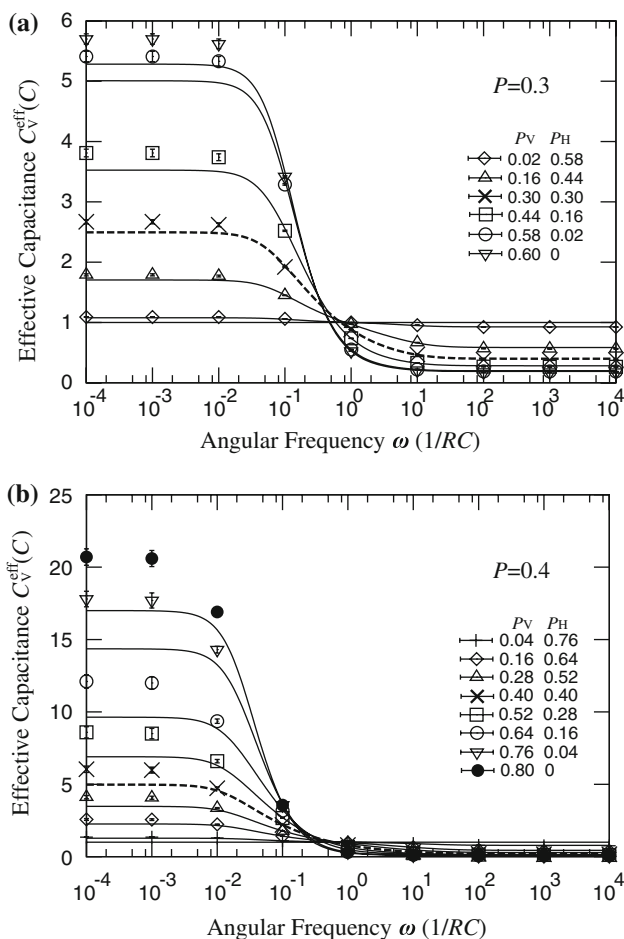 (a)
6
5
4
3
2
1
0
Effective Capacitance C_V^eff(C)
P=0.3
PV PH
0.02 0.58
0.16 0.44
0.30 0.30
0.44 0.16
0.58 0.02
0.60 0
10^-4 10^-3 10^-2 10^-1 10^0 10^1 10^2 10^3 10^4
Angular Frequency ω (1/RC)
(b)
25
20
15
10
5
0
Effective Capacitance C_V^eff(C)
P=0.4
PV PH
0.04 0.76
0.16 0.64
0.28 0.52
0.40 0.40
0.52 0.28
0.64 0.16
0.76 0.04
0.80 0
10^-4 10^-3 10^-2 10^-1 10^0 10^1 10^2 10^3 10^4
Angular Frequency ω (1/RC)